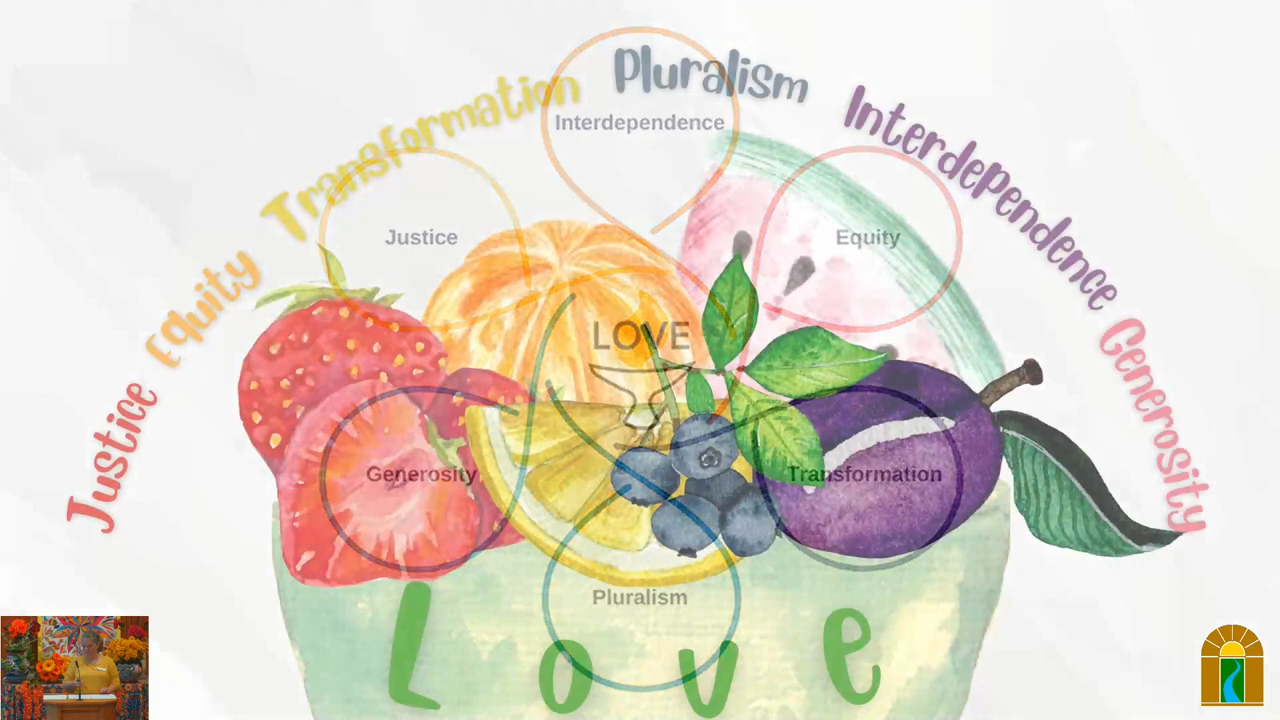 Justice Equity Transformation Pluralism Interdependence Generosity
Interdependence
Justice
Equity
LOVE
Generosity
Transformation
Pluralism
Love